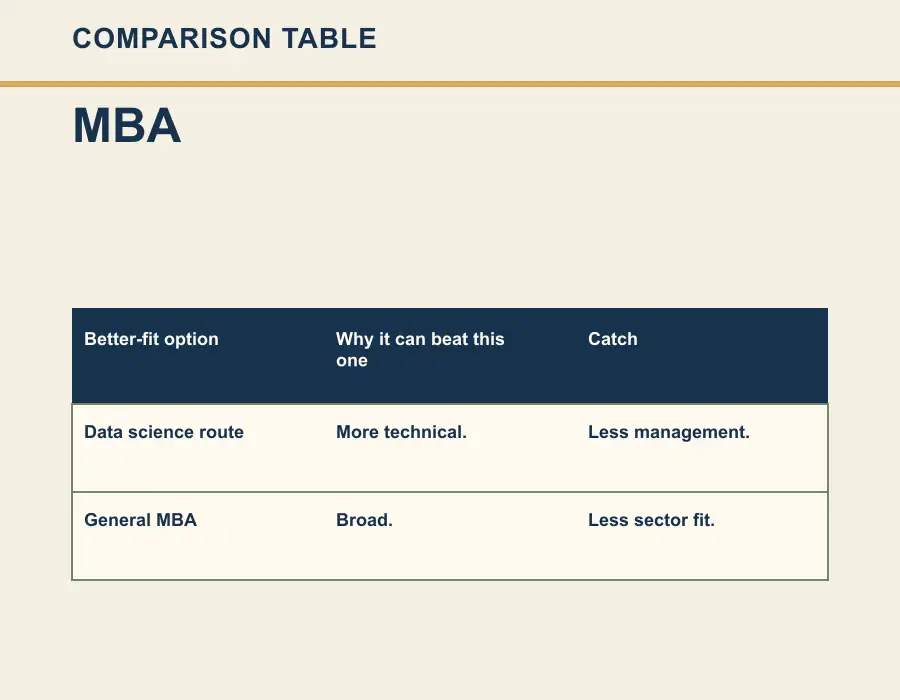 COMPARISON TABLE
MBA
Better-fit option
Why it can beat this
one
Catch
Data science route
More technical.
Less management.
General MBA
Broad.
Less sector fit.